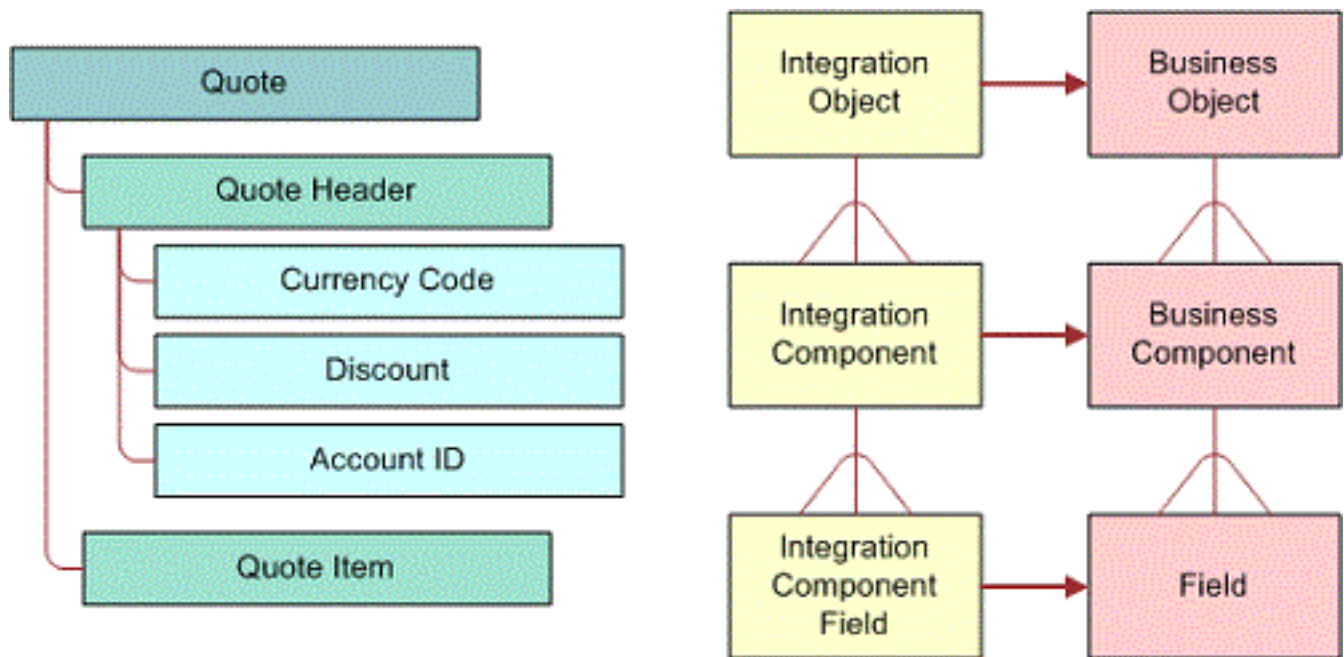 Quote
Quote Header
Currency Code
Discount
Account ID
Quote Item
Integration
Object
Business
Object
Integration
Component
Business
Component
Integration
Component
Field
Field